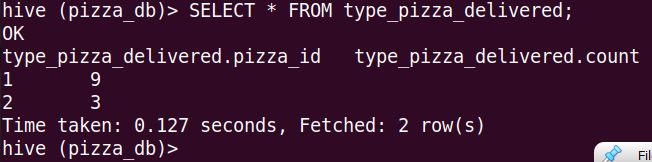 hive (pizza_db)> SELECT * FROM type_pizza_delivered;
OK
type_pizza_delivered.pizza_id   type_pizza_delivered.count
1       9
2       3
Time taken: 0.127 seconds, Fetched: 2 row(s)
hive (pizza_db)>
Fil